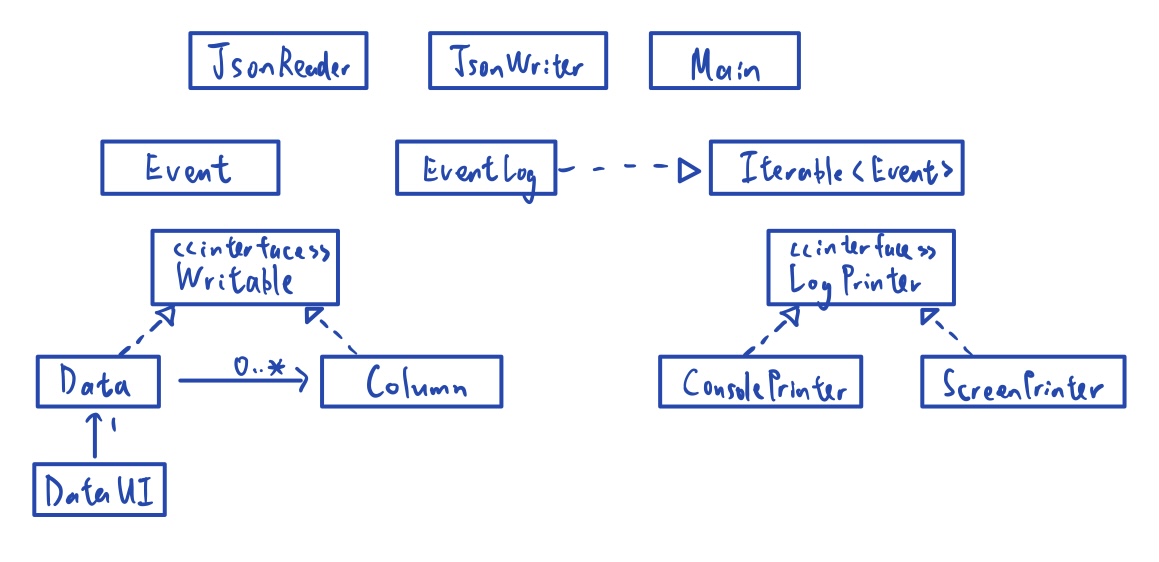 JsonReader
JsonWriter
Main
Event
EventLog
Iterable<Event>
<<interface>>
Writable
<<interface>>
LogPrinter
Data
0..*
Column
ConsolePrinter
ScreenPrinter
1
DataUI